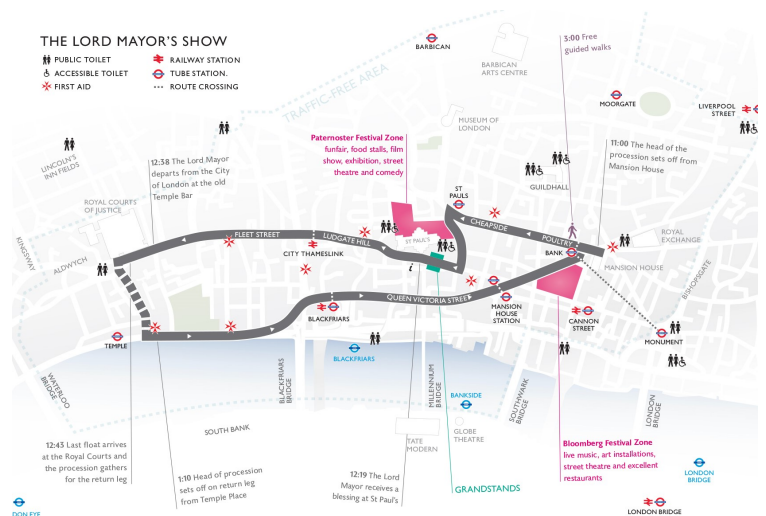 THE LORD MAYOR'S SHOW
PUBLIC TOILET
RAILWAY STATION
ACCESSIBLE TOILET
TUBE STATION.
FIRST AID
ROUTE CROSSING
TRAFFIC-FREE AREA
BARBICAN
BARBICAN
ARTS CENTRE
3:00 Free
guided walks
MOORGATE
LIVERPOOL
STREET
MUSEUM OF
LONDON
Paternoster Festival Zone
funfair, food stalls, film
show, exhibition, street
theatre and comedy
11:00 The head of the
procession sets off from
Mansion House
LINCOLN'S
INN FIELDS
12:38 The Lord Mayor
departs from the City
of London at the old
Temple Bar
GUILDHALL
ST
PAULS
ROYAL COURTS
OF JUSTICE
CHEAPSIDE
POULTRY
ROYAL
EXCHANGE
FLEET STREET
LUDGATE HILL
ST PAUL'S
KINGSWAY
CITY THAMESLINK
BANK
ALDWYCH
i
MANSION HOUSE
BISHOPSGATE
QUEEN VICTORIA STREET
MANSION
HOUSE
STATION
BLACKFRIARS
CANNON
STREET
TEMPLE
MONUMENT
BLACKFRIARS
WATERLOO
BRIDGE
BLACKFRIARS
BRIDGE
MILLENNIUM
BRIDGE
BANKSIDE
SOUTHWARK
BRIDGE
LONDON
BRIDGE
SOUTH BANK
GLOBE
THEATRE
TATE
MODERN
12:43 Last float arrives
at the Royal Courts and
the procession gathers
for the return leg
1:10 Head of procession
sets off on return leg
from Temple Place
12:19 The Lord
Mayor receives a
blessing at St Paul's
GRANDSTANDS
Bloomberg Festival Zone
live music, art installations,
street theatre and excellent
restaurants
LONDON
BRIDGE
LONDON BRIDGE
DON EYE